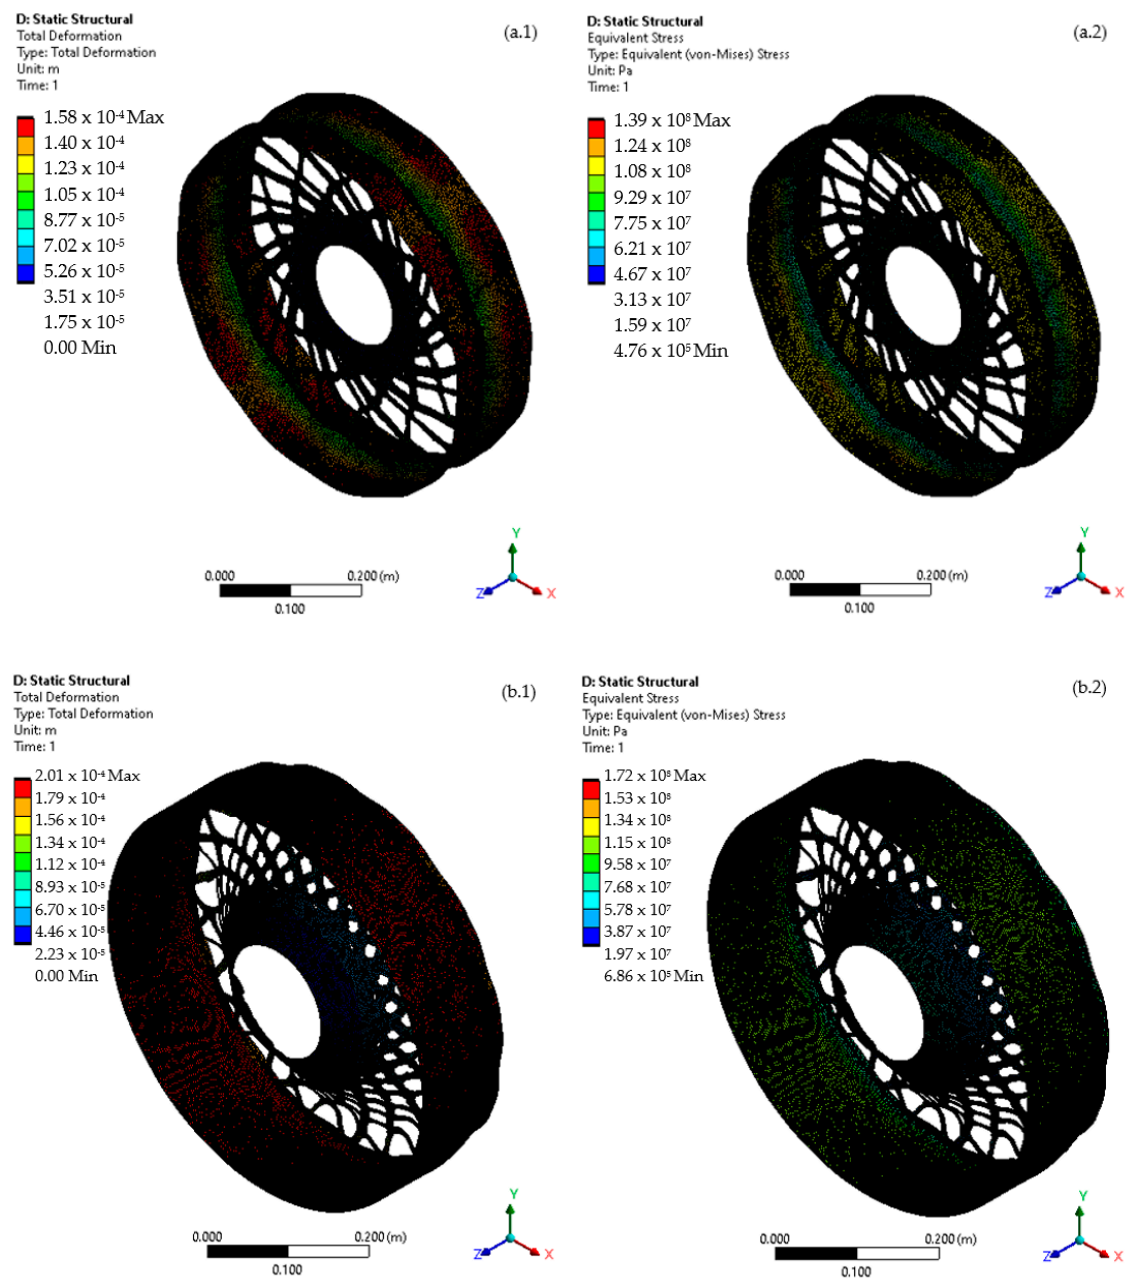 D: Static Structural
Total Deformation
Type: Total Deformation
Unit: m
Time: 1
(a.1)
1.58 x 10⁻⁴ Max
1.40 x 10⁻⁴
1.23 x 10⁻⁴
1.05 x 10⁻⁴
8.77 x 10⁻⁵
7.02 x 10⁻⁵
5.26 x 10⁻⁵
3.51 x 10⁻⁵
1.75 x 10⁻⁵
0.00 Min
Y
Z
X
0.000
0.200 (m)
0.100
D: Static Structural
Equivalent Stress
Type: Equivalent (von-Mises) Stress
Unit: Pa
Time: 1
(a.2)
1.39 x 10⁸ Max
1.24 x 10⁸
1.08 x 10⁸
9.29 x 10⁷
7.75 x 10⁷
6.21 x 10⁷
4.67 x 10⁷
3.13 x 10⁷
1.59 x 10⁷
4.76 x 10⁵ Min
Y
Z
X
0.000
0.200 (m)
0.100
D: Static Structural
Total Deformation
Type: Total Deformation
Unit: m
Time: 1
(b.1)
2.01 x 10⁻⁴ Max
1.79 x 10⁻⁴
1.56 x 10⁻⁴
1.34 x 10⁻⁴
1.12 x 10⁻⁴
8.93 x 10⁻⁵
6.70 x 10⁻⁵
4.46 x 10⁻⁵
2.23 x 10⁻⁵
0.00 Min
Y
Z
X
0.000
0.200 (m)
0.100
D: Static Structural
Equivalent Stress
Type: Equivalent (von-Mises) Stress
Unit: Pa
Time: 1
(b.2)
1.72 x 10⁸ Max
1.53 x 10⁸
1.34 x 10⁸
1.15 x 10⁸
9.58 x 10⁷
7.68 x 10⁷
5.78 x 10⁷
3.87 x 10⁷
1.97 x 10⁷
6.86 x 10⁵ Min
Y
Z
X
0.000
0.200 (m)
0.100